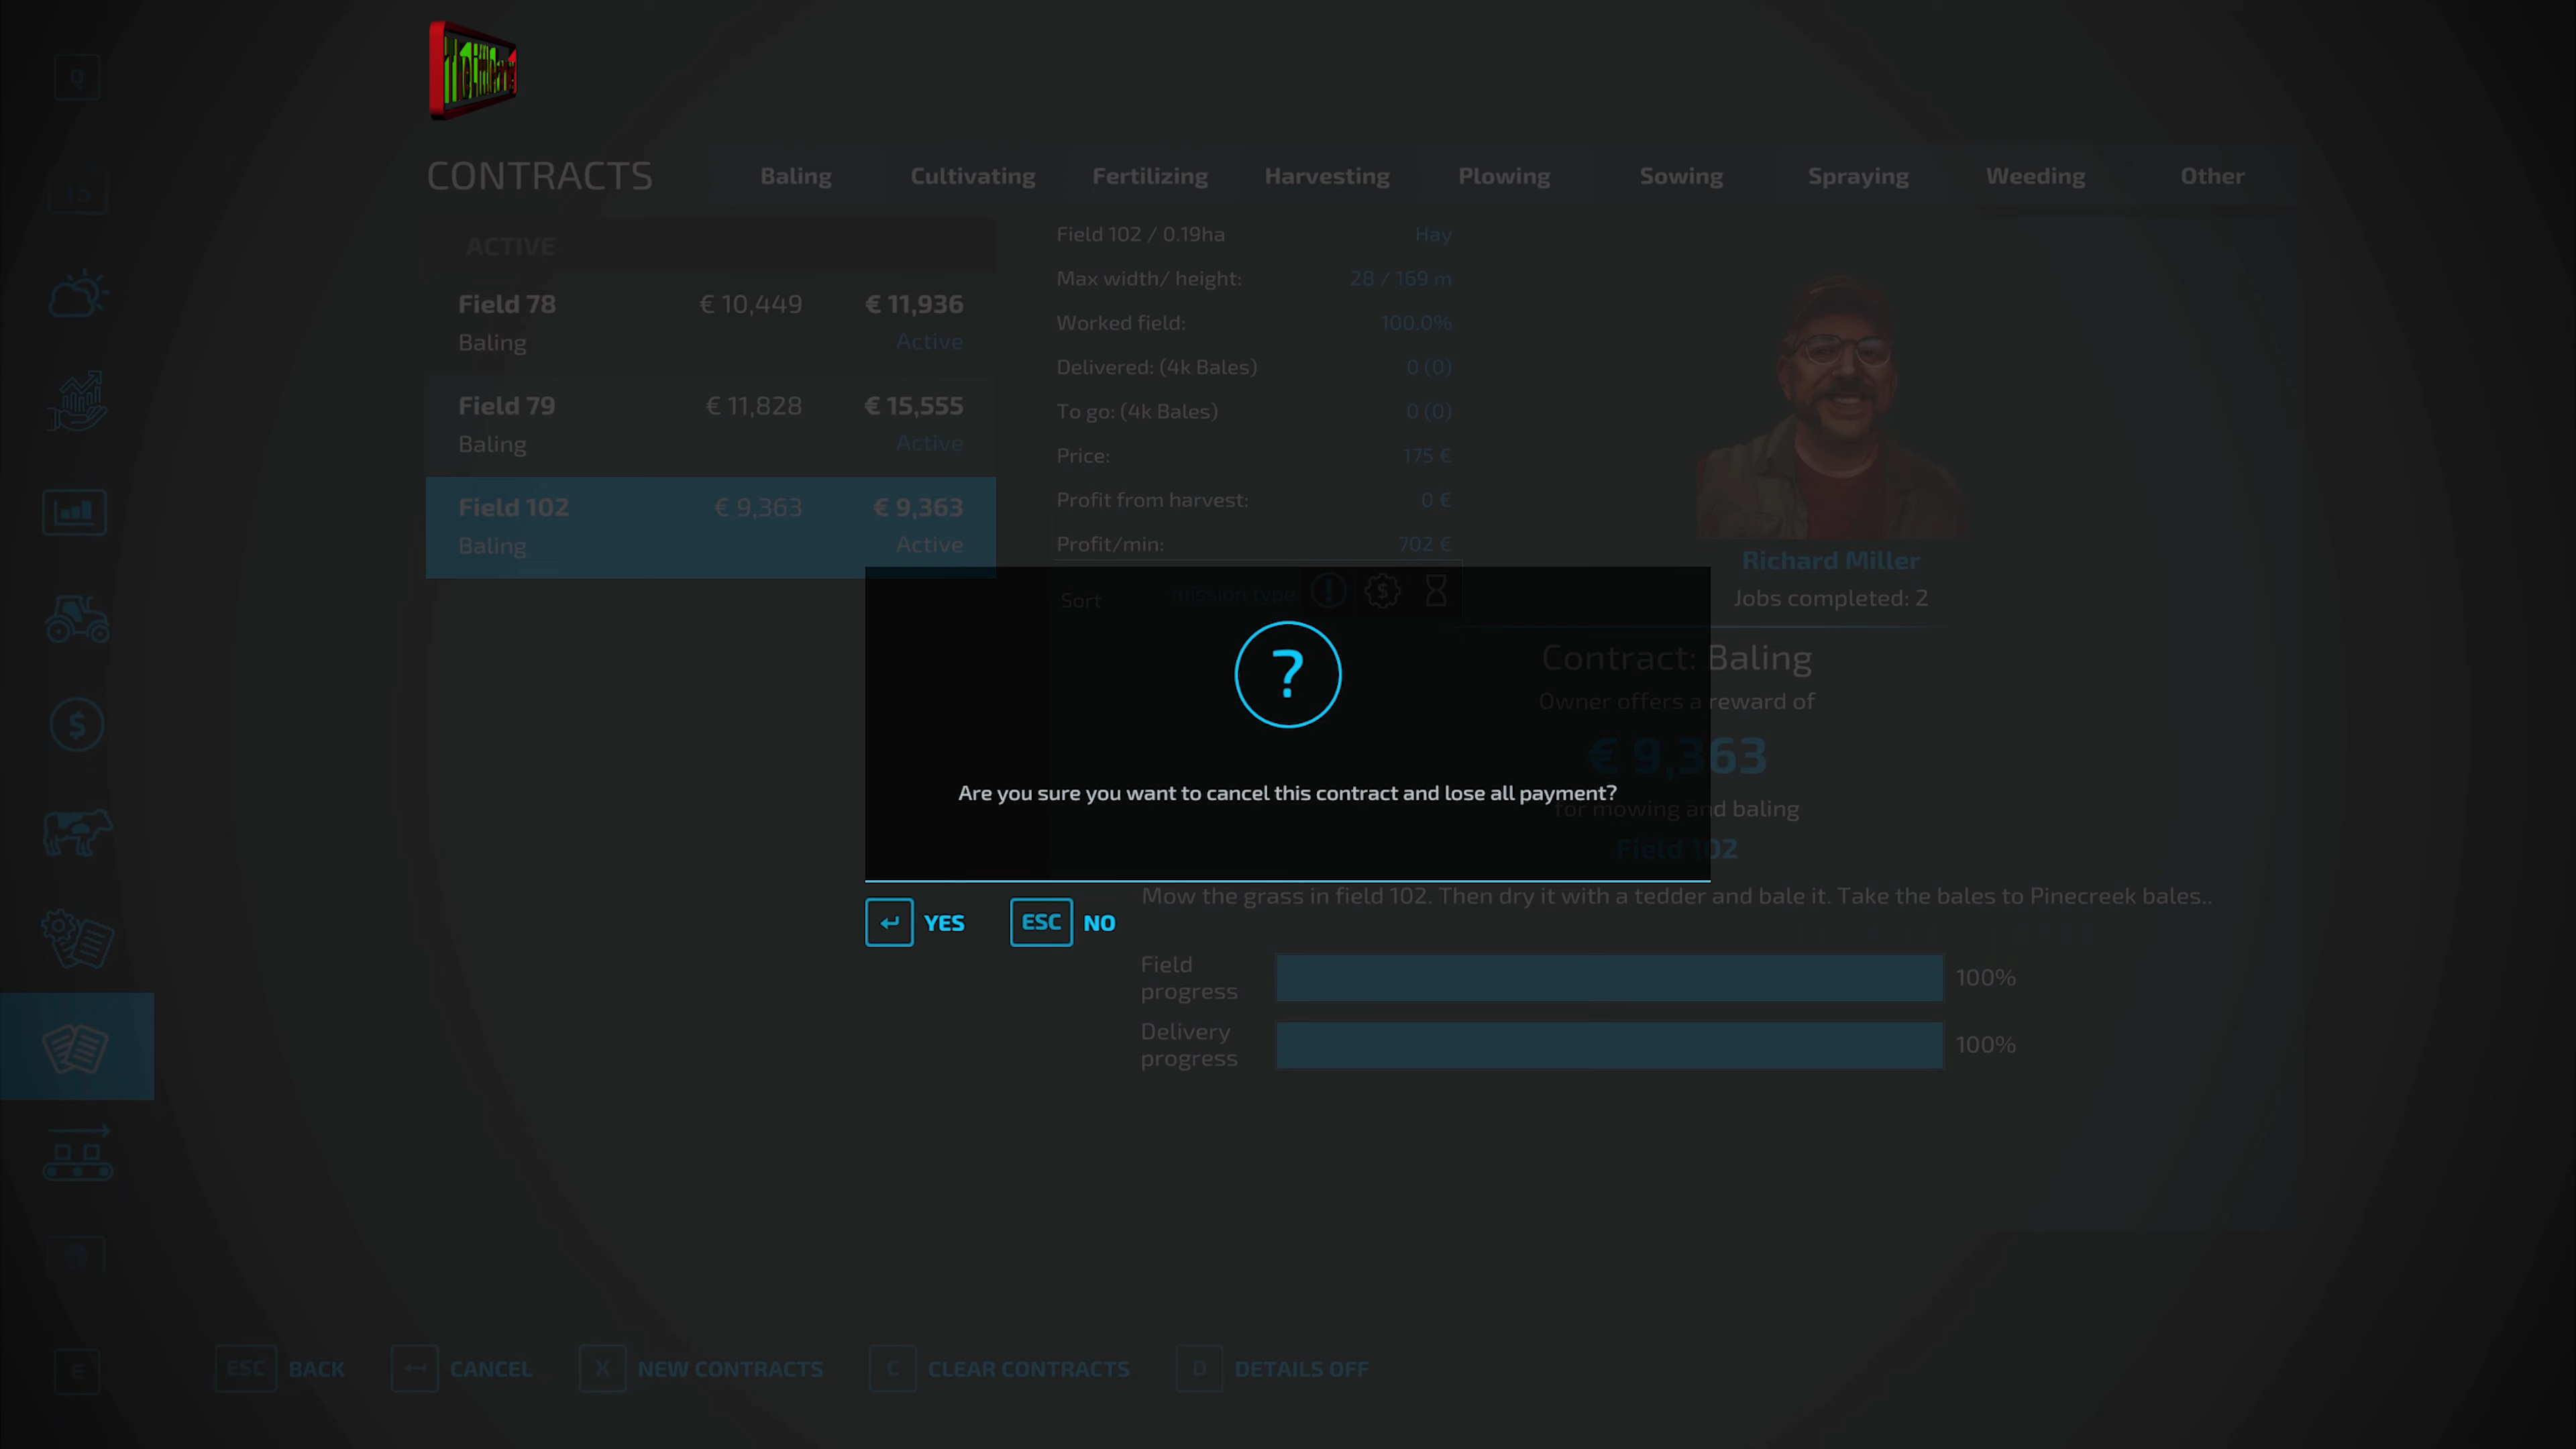 Q
CONTRACTS
Baling Cultivating Fertilizing Harvesting Plowing Sowing Spraying Weeding Other
ACTIVE
Field 78 € 10,449 € 11,936
Baling Active
Field 79 € 11,828 € 15,555
Baling Active
Field 102 € 9,363 € 9,363
Baling Active
Field 102 / 0.19ha Hay
Max width/ height: 28 / 169 m
Worked field: 100.0%
Delivered: (4k Bales) 0 (0)
To go: (4k Bales) 0 (0)
Price: 175 €
Profit from harvest: 0 €
Profit/min: 702 €
Sort mission type:
Richard Miller
Jobs completed: 2
Contract: Baling
Owner offers a reward of
€ 9,363
for mowing and baling
Field 102
?
Are you sure you want to cancel this contract and lose all payment?
YES ESC NO
Mow the grass in field 102. Then dry it with a tedder and bale it. Take the bales to Pinecreek bales..
Field
progress 100%
Delivery
progress 100%
E
ESC BACK CANCEL X NEW CONTRACTS C CLEAR CONTRACTS D DETAILS OFF